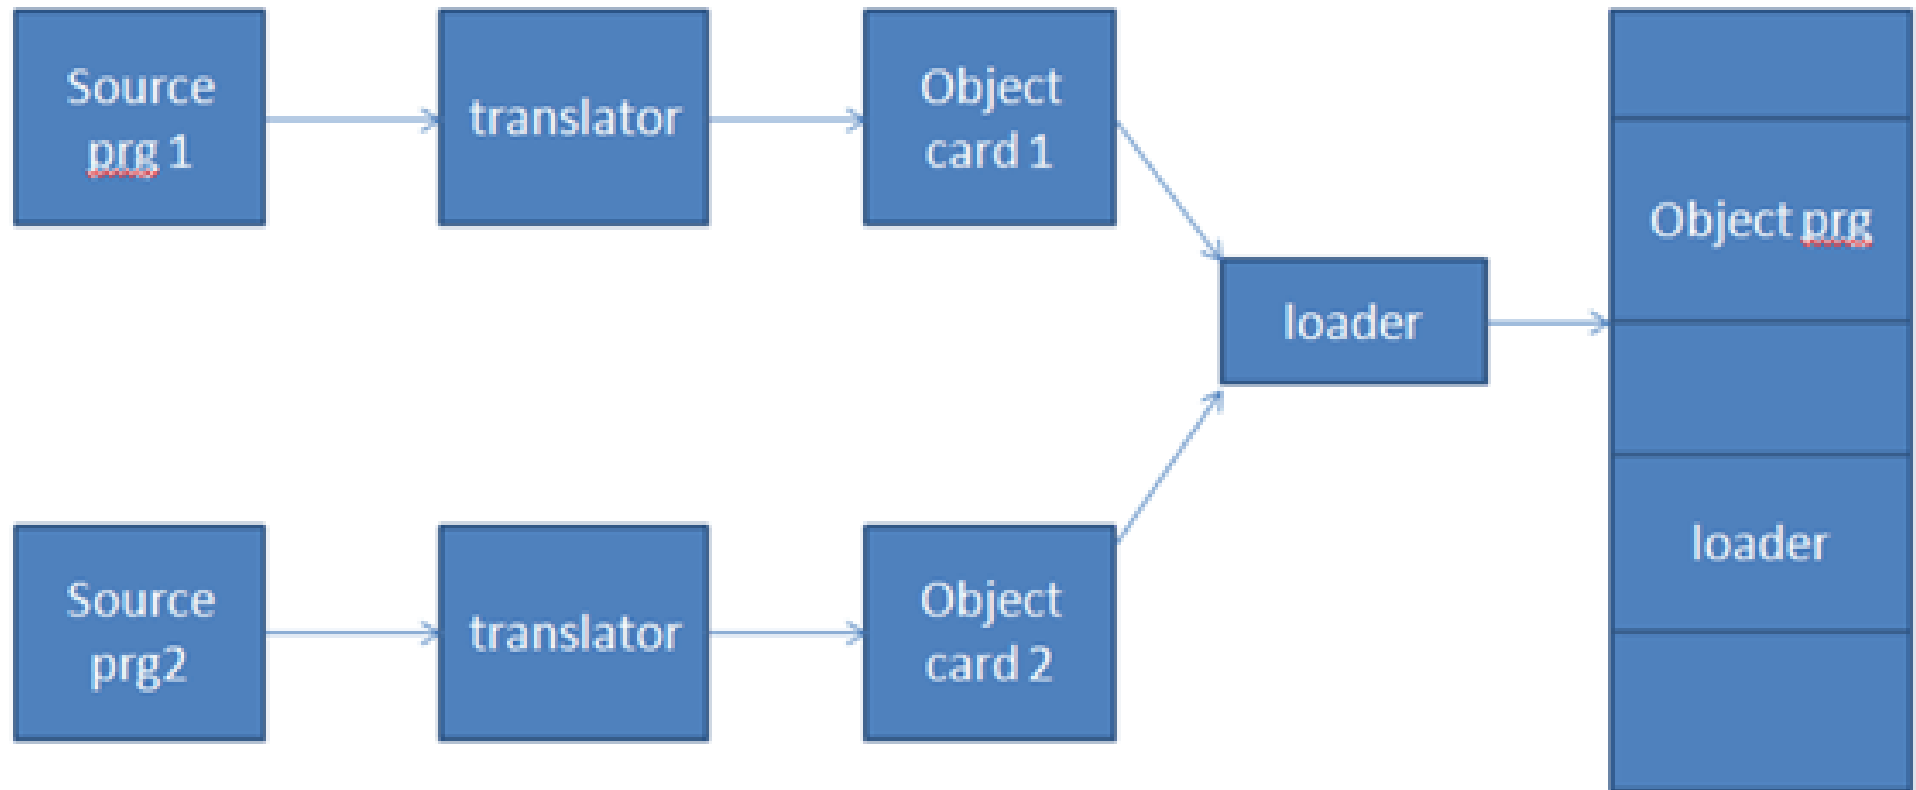 Source
prg 1
translator
Object
card 1
Object prg
loader
loader
Source
prg2
translator
Object
card 2